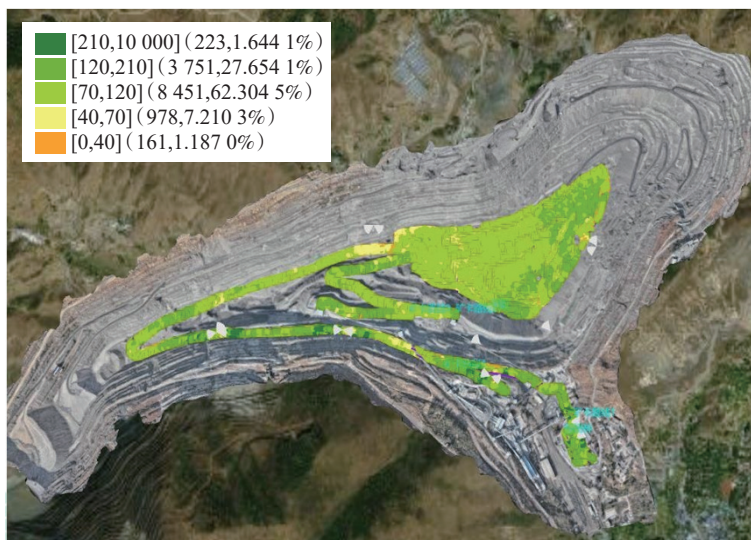 [210,10 000](223,1.644 1%)
[120,210](3 751,27.654 1%)
[70,120](8 451,62.304 5%)
[40,70](978,7.210 3%)
[0,40](161,1.187 0%)